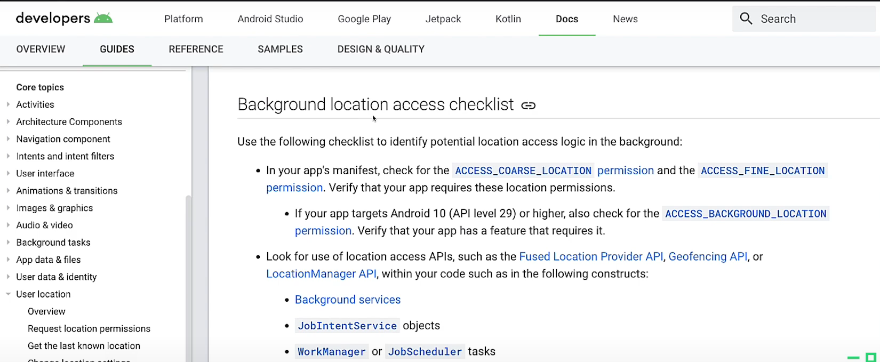 developers
Platform
Android Studio
Google Play
Jetpack
Kotlin
Docs
News
Search
OVERVIEW
GUIDES
REFERENCE
SAMPLES
DESIGN & QUALITY
Core topics
Activities
Architecture Components
Navigation component
Intents and intent filters
User interface
Animations & transitions
Images & graphics
Audio & video
Background tasks
App data & files
User data & identity
User location
Overview
Request location permissions
Get the last known location
Change location settings
Background location access checklist
Use the following checklist to identify potential location access logic in the background:
• In your app's manifest, check for the ACCESS_COARSE_LOCATION permission and the ACCESS_FINE_LOCATION
permission. Verify that your app requires these location permissions.
• If your app targets Android 10 (API level 29) or higher, also check for the ACCESS_BACKGROUND_LOCATION
permission. Verify that your app has a feature that requires it.
• Look for use of location access APIs, such as the Fused Location Provider API, Geofencing API, or
LocationManager API, within your code such as in the following constructs:
• Background services
• JobIntentService objects
• WorkManager or JobScheduler tasks